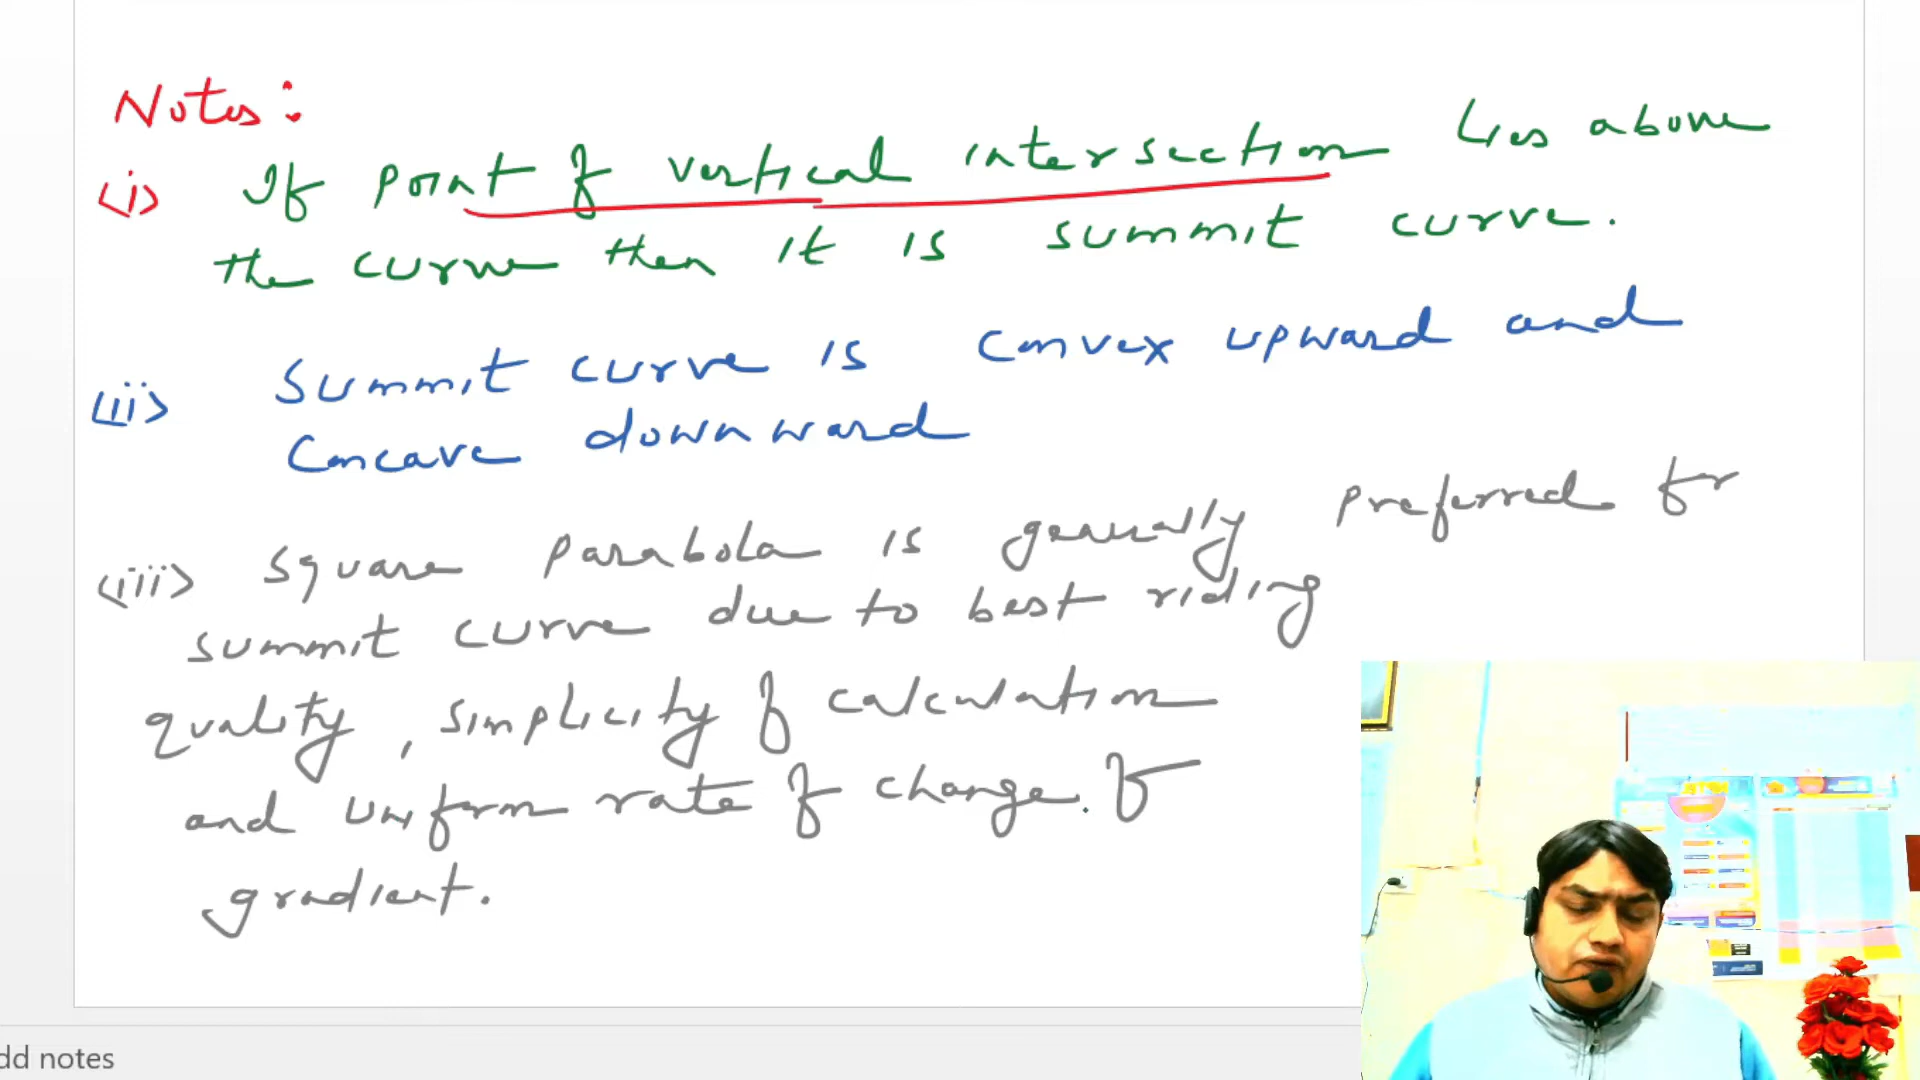 Notes:
(i) If point of vertical intersection lies above
the curve then it is summit curve.
(ii) Summit curve is convex upward and
concave downward
(iii) Square parabola is generally preferred for
summit curve due to best riding
quality, simplicity of calculation
and uniform rate of change. of
gradient.
dd notes